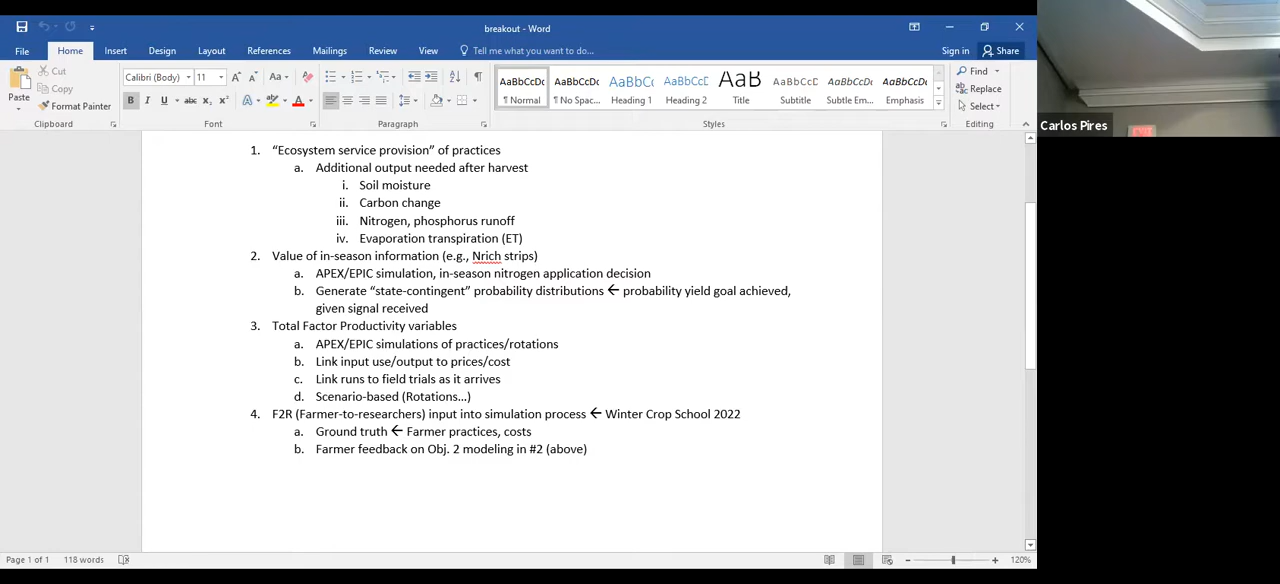 breakout - Word
File Home Insert Design Layout References Mailings Review View Tell me what you want to do... Sign in Share
Cut
Copy
Paste
Format Painter
Clipboard
Calibri (Body) 11
Font
Paragraph
AaBbCcDc AaBbCcDc AaBbCc AaBbCcE AaB AaBbCcD AaBbCcDc AaBbCcDc
¶ Normal ¶ No Spac... Heading 1 Heading 2 Title Subtitle Subtle Em... Emphasis
Styles
Find
Replace
Select
Editing
Carlos Pires
1. “Ecosystem service provision” of practices
a. Additional output needed after harvest
i. Soil moisture
ii. Carbon change
iii. Nitrogen, phosphorus runoff
iv. Evaporation transpiration (ET)
2. Value of in-season information (e.g., Nrich strips)
a. APEX/EPIC simulation, in-season nitrogen application decision
b. Generate “state-contingent” probability distributions ← probability yield goal achieved,
given signal received
3. Total Factor Productivity variables
a. APEX/EPIC simulations of practices/rotations
b. Link input use/output to prices/cost
c. Link runs to field trials as it arrives
d. Scenario-based (Rotations...)
4. F2R (Farmer-to-researchers) input into simulation process ← Winter Crop School 2022
a. Ground truth ← Farmer practices, costs
b. Farmer feedback on Obj. 2 modeling in #2 (above)
Page 1 of 1 118 words 120%